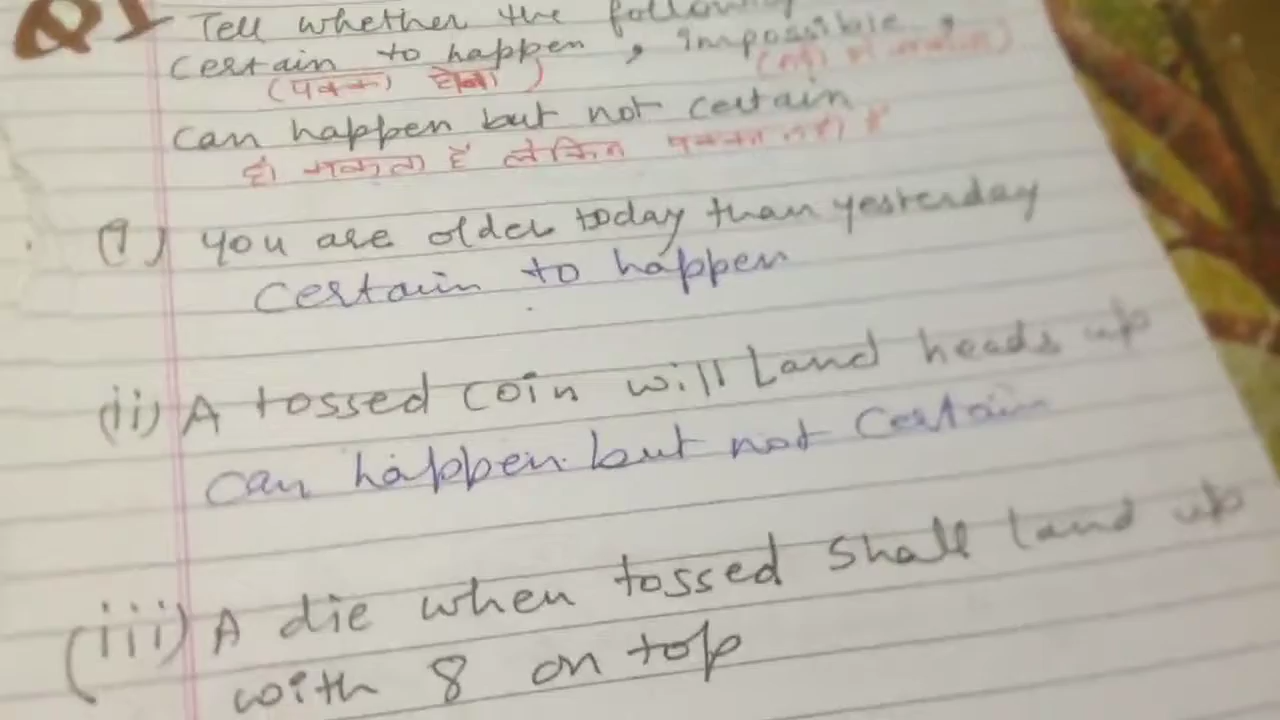 Q1 Tell whether the following
certain to happen, impossible,
(पक्का होना)
can happen but not certain
हो सकता है लेकिन पक्का नही है
(i) you are older today than yesterday
certain to happen
(ii) A tossed coin will land heads up
can happen but not certain
(iii) A die when tossed shall land up
with 8 on top